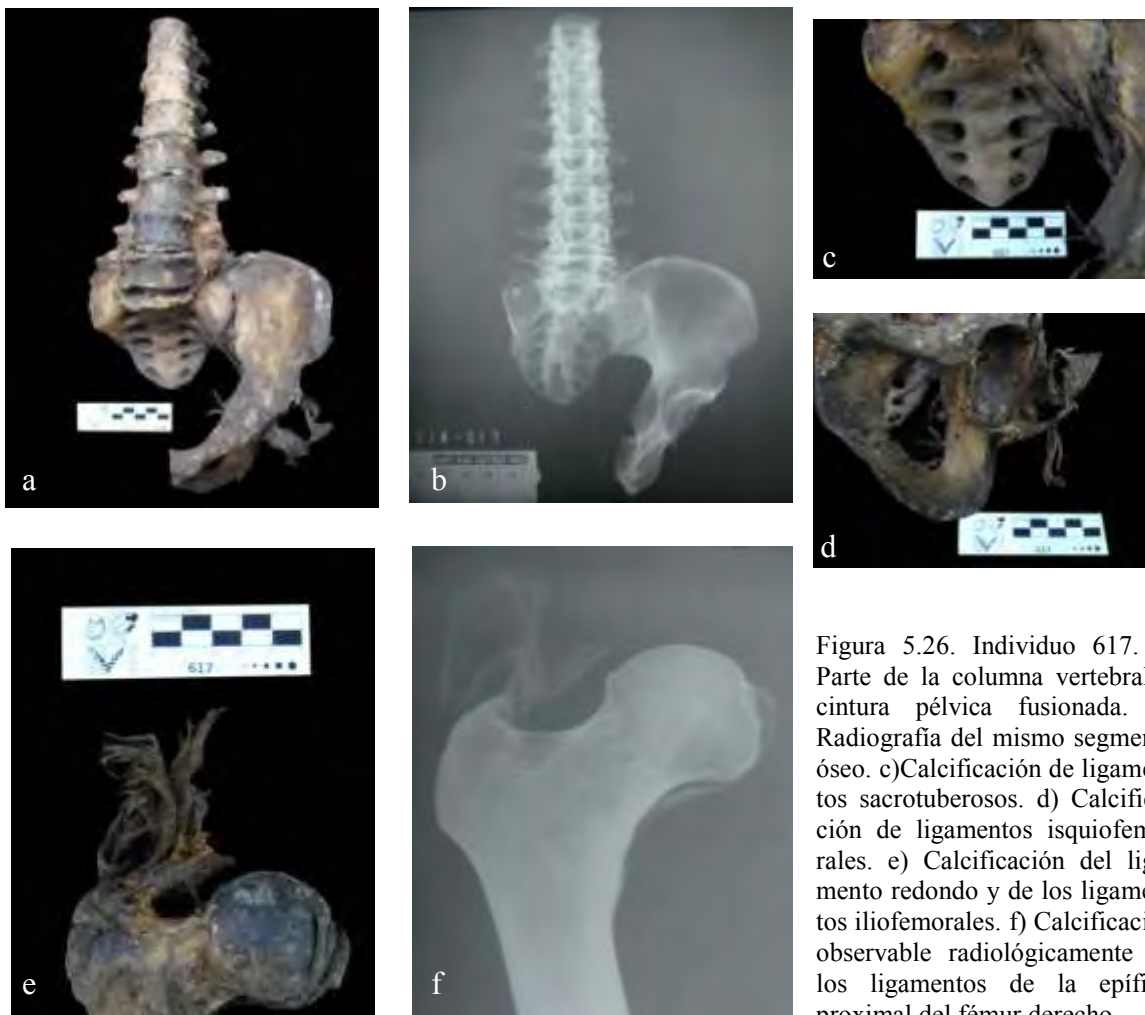 a
b
c
d
617
e
f
Figura 5.26. Individuo 617.
Parte de la columna vertebral
cintura pélvica fusionada.
Radiografía del mismo segmen
óseo. c)Calcificación de ligame
tos sacrotuberosos. d) Calcific
ción de ligamentos isquiofem
rales. e) Calcificación del lig
mento redondo y de los ligame
tos iliofemorales. f) Calcificaci
observable radiológicamente
los ligamentos de la epífi
proximal del fémur derecho